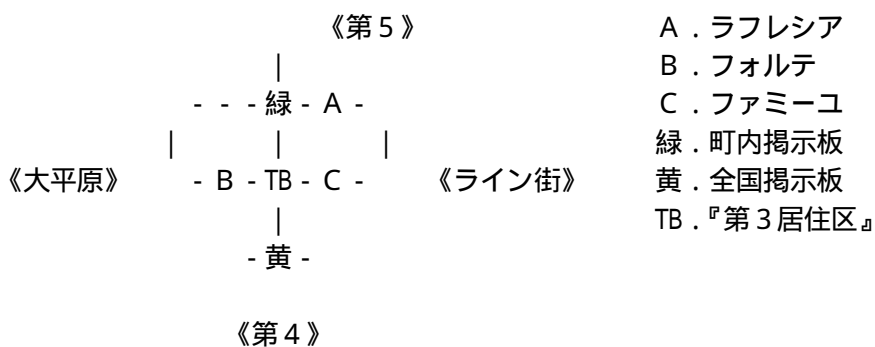 《第５》 Ａ．ラフレシア
｜ Ｂ．フォルテ
- - - 緑 - Ａ - Ｃ．ファミーユ
｜ ｜ ｜ 緑．町内掲示板
《大平原》 - Ｂ - TB - Ｃ - 《ライン街》 黄．全国掲示板
｜ TB．『第３居住区』
- 黄 -
《第４》